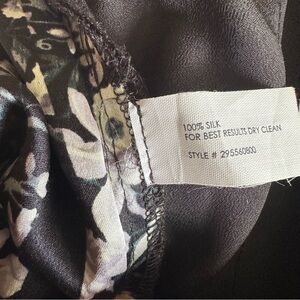 100% SILK
FOR BEST RESULTS DRY CLEAN
STYLE # 295560800